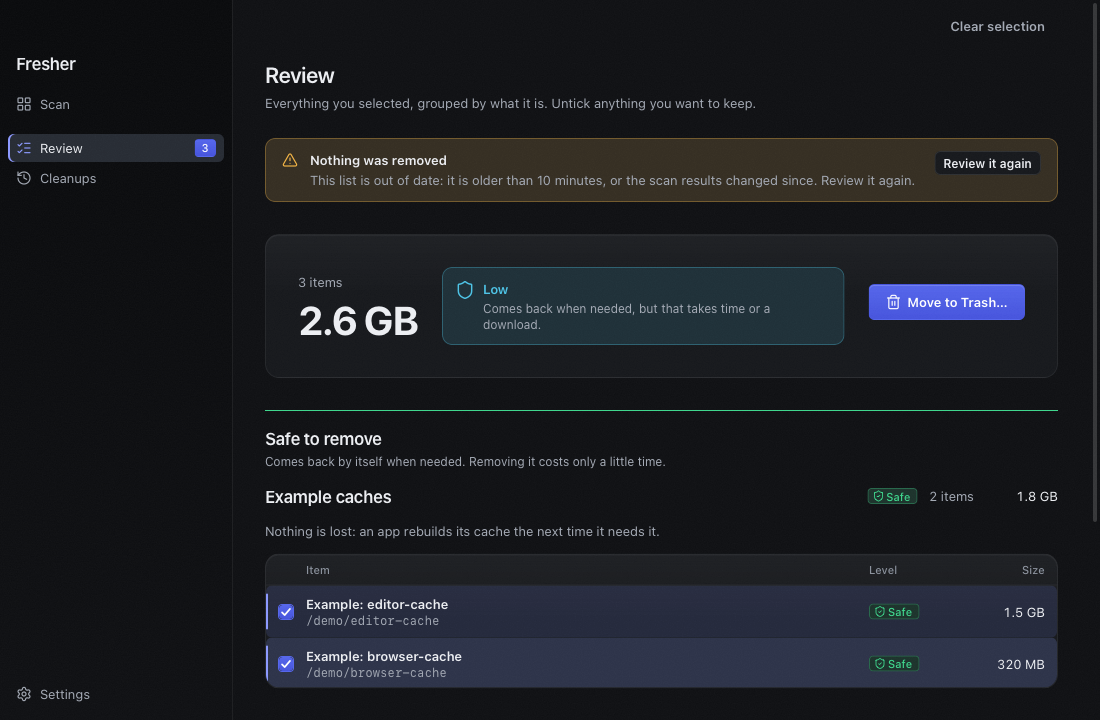 Clear selection
Fresher
Scan
Review 3
Cleanups
Settings
Review
Everything you selected, grouped by what it is. Untick anything you want to keep.
Nothing was removed
This list is out of date: it is older than 10 minutes, or the scan results changed since. Review it again.
Review it again
3 items
2.6 GB
Low
Comes back when needed, but that takes time or a
download.
Move to Trash...
Safe to remove
Comes back by itself when needed. Removing it costs only a little time.
Example caches Safe 2 items 1.8 GB
Nothing is lost: an app rebuilds its cache the next time it needs it.
Item Level Size
Example: editor-cache
/demo/editor-cache
Safe 1.5 GB
Example: browser-cache
/demo/browser-cache
Safe 320 MB